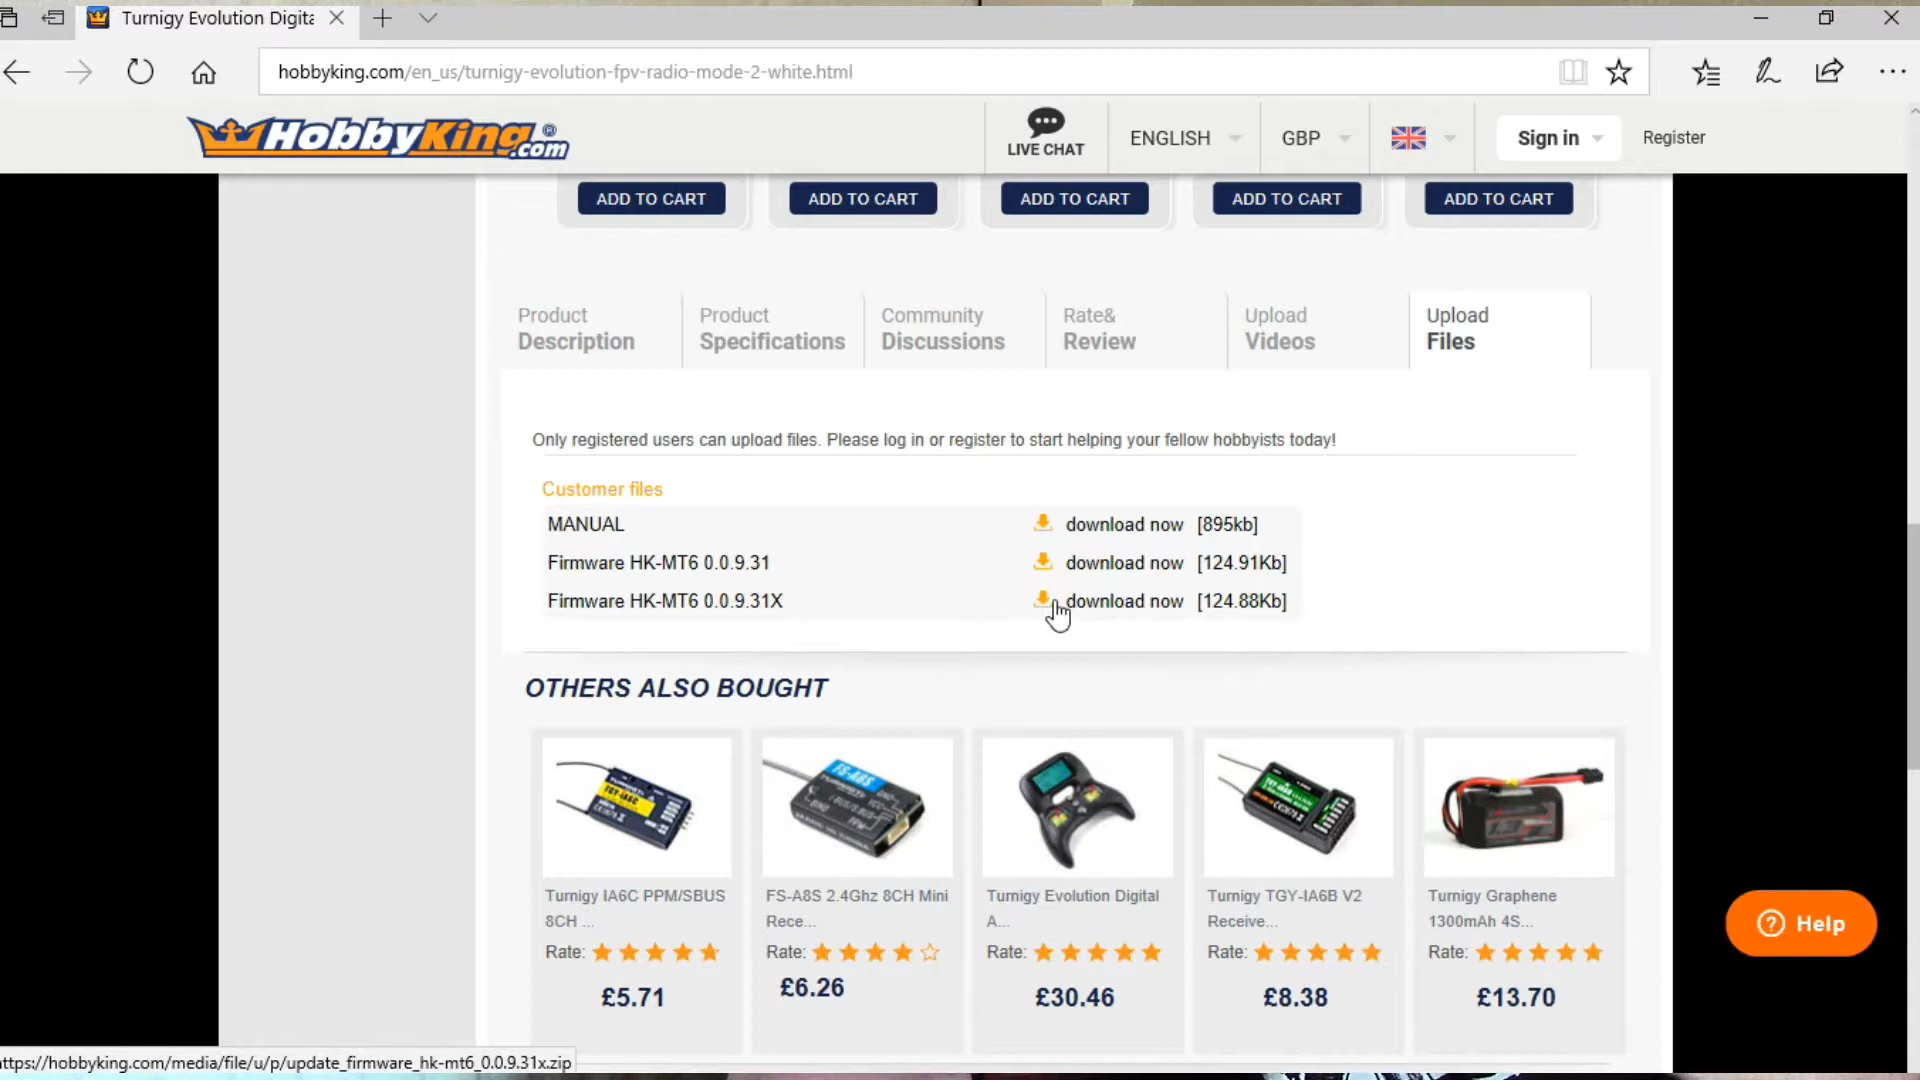 Turnigy Evolution Digita
hobbyking.com/en_us/turnigy-evolution-fpv-radio-mode-2-white.html
HobbyKing.com®
LIVE CHAT
ENGLISH
GBP
Sign in
Register
ADD TO CART ADD TO CART ADD TO CART ADD TO CART ADD TO CART
Product Description
Product Specifications
Community Discussions
Rate& Review
Upload Videos
Upload Files
Only registered users can upload files. Please log in or register to start helping your fellow hobbyists today!
Customer files
MANUAL download now [895kb]
Firmware HK-MT6 0.0.9.31 download now [124.91Kb]
Firmware HK-MT6 0.0.9.31X download now [124.88Kb]
OTHERS ALSO BOUGHT
FS-A8S
Turnigy IA6C PPM/SBUS
8CH ...
Rate:
£5.71
FS-A8S 2.4Ghz 8CH Mini
Rece...
Rate:
£6.26
Turnigy Evolution Digital
A...
Rate:
£30.46
Turnigy TGY-IA6B V2
Receive...
Rate:
£8.38
Turnigy Graphene
1300mAh 4S...
Rate:
£13.70
Help
ttps://hobbyking.com/media/file/u/p/update_firmware_hk-mt6_0.0.9.31x.zip